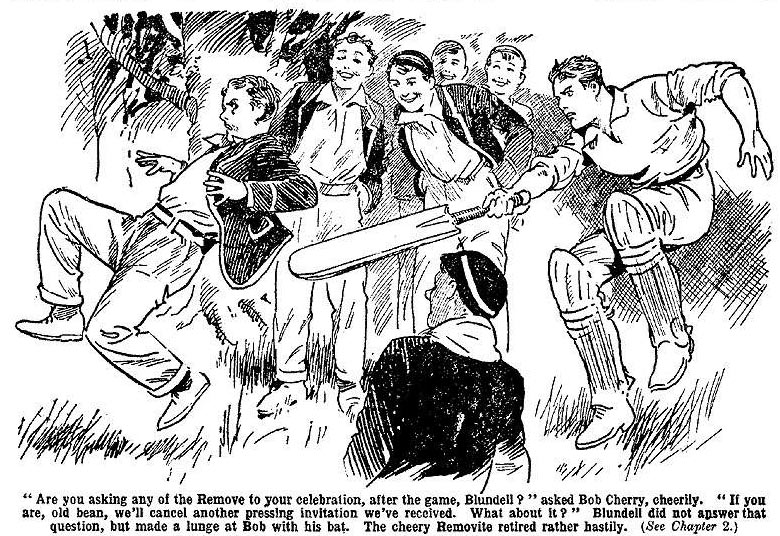 "Are you asking any of the Remove to your celebration, after the game, Blundell?" asked Bob Cherry, cheerily. "If you
are, old bean, we'll cancel another pressing invitation we've received. What about it?" Blundell did not answer that
question, but made a lunge at Bob with his bat. The cheery Removite retired rather hastily. (See Chapter 2.)